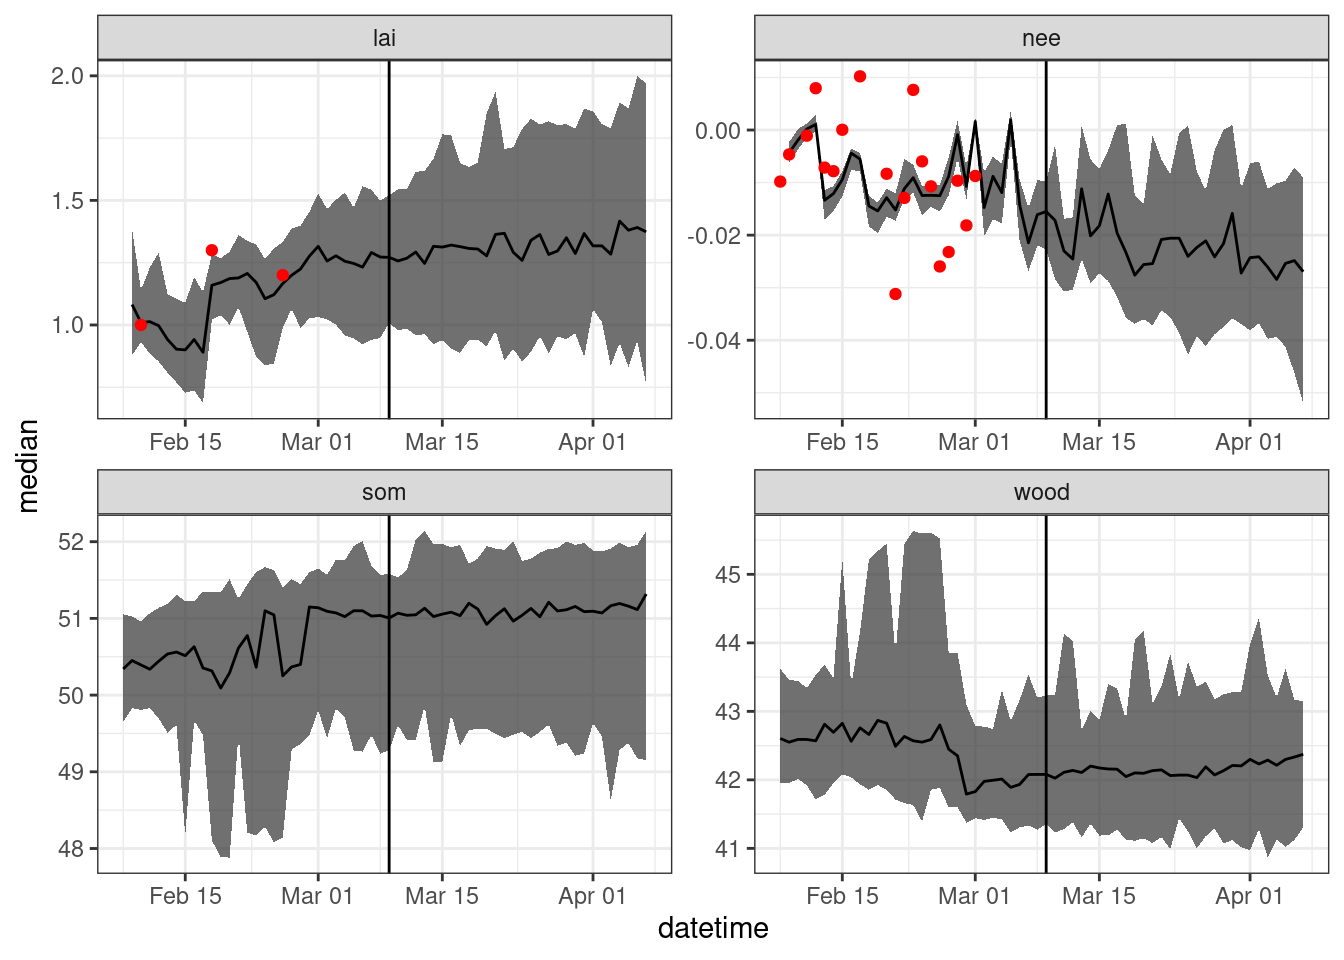 lai
nee
2.0
1.5
1.0
0.00
-0.02
-0.04
Feb 15 Mar 01 Mar 15 Apr 01
Feb 15 Mar 01 Mar 15 Apr 01
median
som
wood
52
51
50
49
48
45
44
43
42
41
Feb 15 Mar 01 Mar 15 Apr 01
Feb 15 Mar 01 Mar 15 Apr 01
datetime